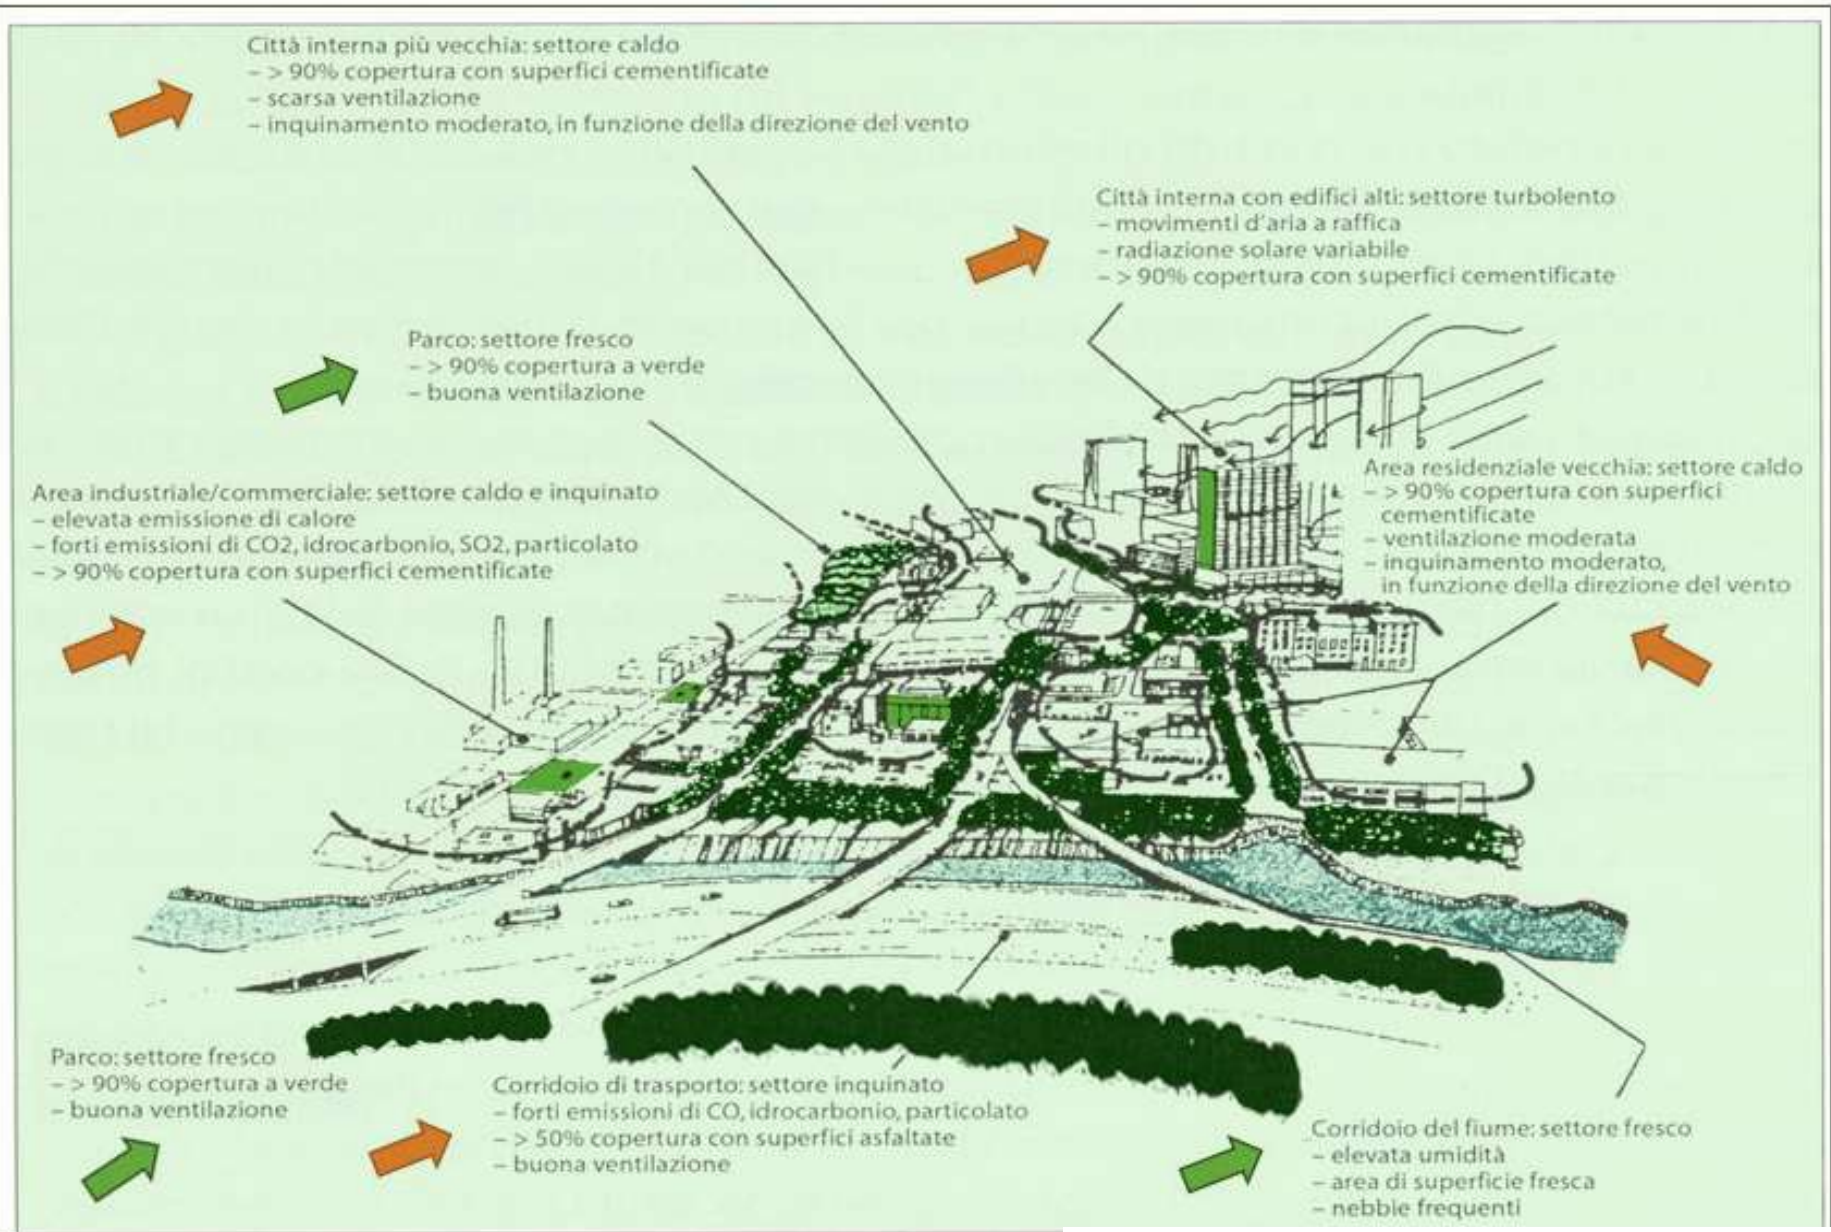 Città interna più vecchia: settore caldo
– > 90% copertura con superfici cementificate
– scarsa ventilazione
– inquinamento moderato, in funzione della direzione del vento
Città interna con edifici alti: settore turbolento
– movimenti d'aria a raffica
– radiazione solare variabile
– > 90% copertura con superfici cementificate
Parco: settore fresco
– > 90% copertura a verde
– buona ventilazione
Area residenziale vecchia: settore caldo
– > 90% copertura con superfici
cementificate
– ventilazione moderata
– inquinamento moderato,
in funzione della direzione del vento
Area industriale/commerciale: settore caldo e inquinato
– elevata emissione di calore
– forti emissioni di CO2, idrocarbonio, SO2, particolato
– > 90% copertura con superfici cementificate
Parco: settore fresco
– > 90% copertura a verde
– buona ventilazione
Corridoio di trasporto: settore inquinato
– forti emissioni di CO, idrocarbonio, particolato
– > 50% copertura con superfici asfaltate
– buona ventilazione
Corridoio del fiume: settore fresco
– elevata umidità
– area di superficie fresca
– nebbie frequenti